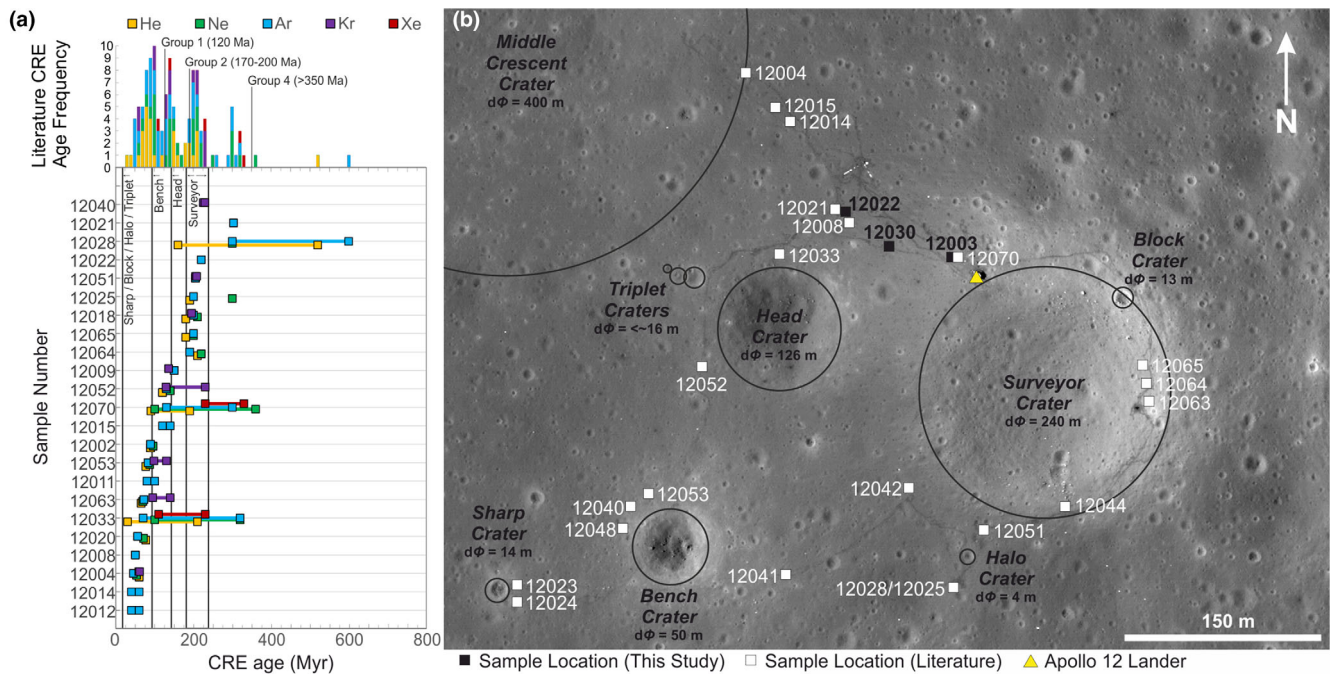 (a)
He Ne Ar Kr Xe
Literature CRE
Age Frequency
10
9
8
7
6
5
4
3
2
1
0
Group 1 (120 Ma)
Group 2 (170-200 Ma)
Group 4 (>350 Ma)
Sharp / Block / Halo / Triplet
Bench
Head
Surveyor
Sample Number
12040
12021
12028
12022
12051
12025
12018
12065
12064
12009
12052
12070
12015
12002
12053
12011
12063
12033
12020
12008
12004
12014
12012
0 200 400 600 800
CRE age (Myr)
(b)
Middle
Crescent
Crater
dΦ = 400 m
12004
12015
12014
N
12021
12022
12008
12030
12003
12070
12033
Block
Crater
dΦ = 13 m
Triplet
Craters
dΦ = <~16 m
Head
Crater
dΦ = 126 m
12052
Surveyor
Crater
dΦ = 240 m
12065
12064
12063
12053
12040
12048
12042
12044
12051
Sharp
Crater
dΦ = 14 m
12023
12024
Bench
Crater
dΦ = 50 m
12041
12028/12025
Halo
Crater
dΦ = 4 m
150 m
Sample Location (This Study) Sample Location (Literature) Apollo 12 Lander